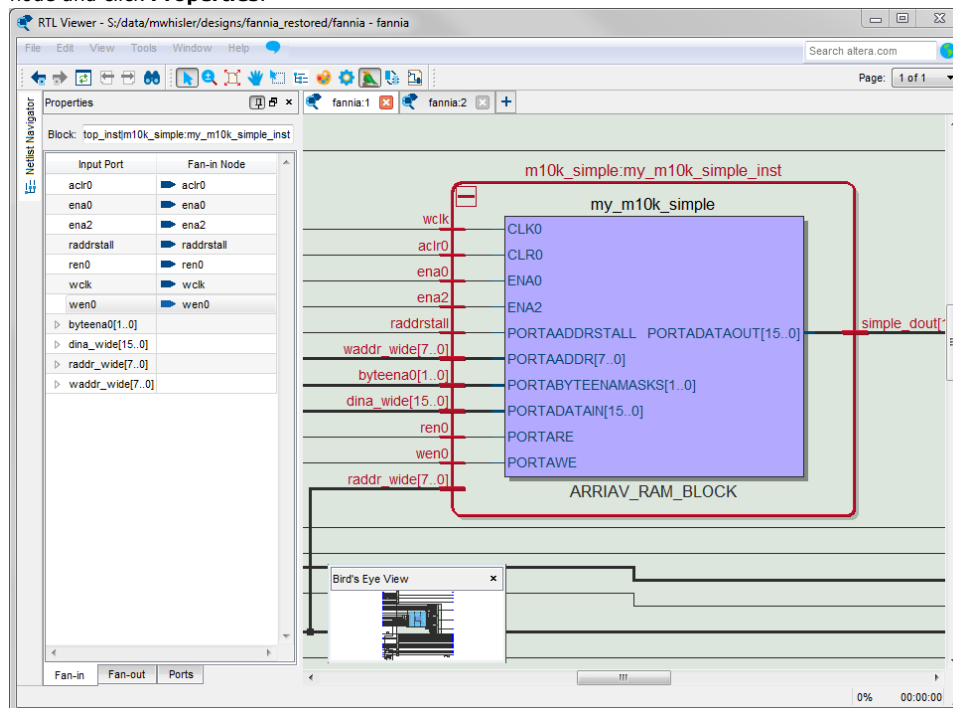 node and click Properties.
RTL Viewer - S:/data/mwhisler/designs/fannia_restored/fannia - fannia
File Edit View Tools Window Help
Search altera.com
Page: 1 of 1
Netlist Navigator
Properties
fannia:1
fannia:2
Block: top_inst|m10k_simple:my_m10k_simple_inst
Input Port Fan-in Node
aclr0 aclr0
ena0 ena0
ena2 ena2
raddrstall raddrstall
ren0 ren0
wclk wclk
wen0 wen0
byteena0[1..0]
dina_wide[15..0]
raddr_wide[7..0]
waddr_wide[7..0]
Fan-in Fan-out Ports
m10k_simple:my_m10k_simple_inst
my_m10k_simple
wclk CLK0
aclr0 CLR0
ena0 ENA0
ena2 ENA2
raddrstall PORTAADDRSTALL PORTADATAOUT[15..0] simple_dout[1
waddr_wide[7..0] PORTAADDR[7..0]
byteena0[1..0] PORTABYTEENAMASKS[1..0]
dina_wide[15..0] PORTADATAIN[15..0]
ren0 PORTARE
wen0 PORTAWE
raddr_wide[7..0]
ARRIAV_RAM_BLOCK
Bird's Eye View
0% 00:00:00